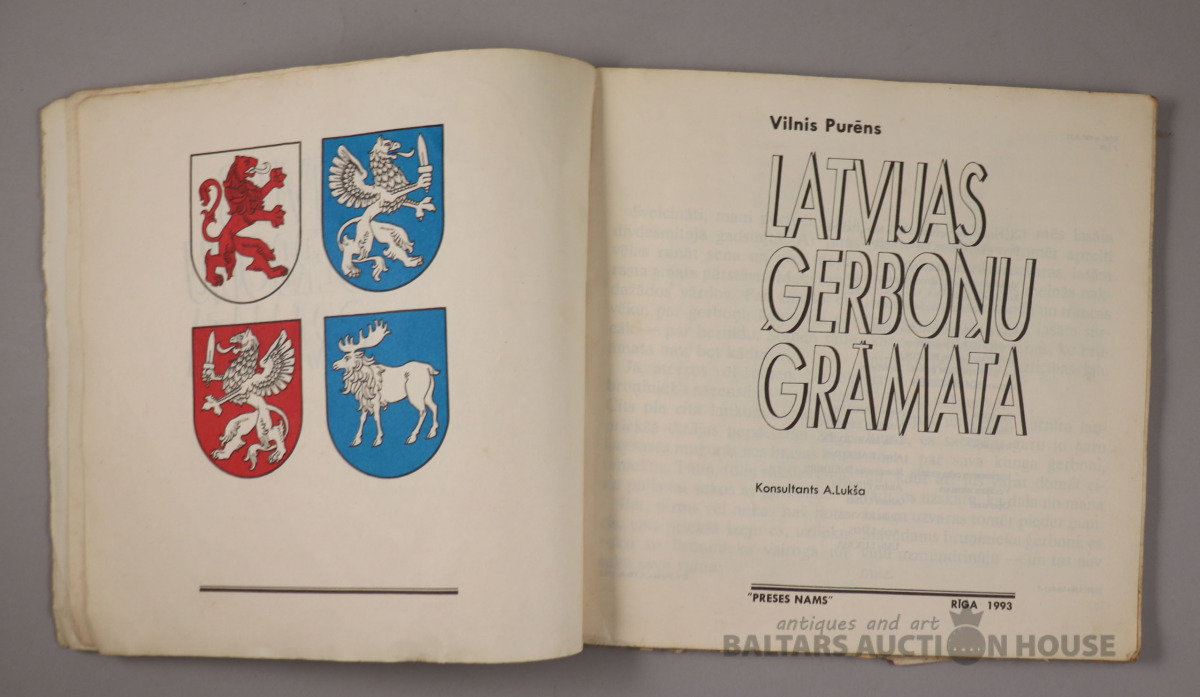 Vilnis Purēns
LATVIJAS
ĢERBOŅU
GRĀMATA
Konsultants A.Lukša
"PRESES NAMS"
RĪGA 1993
antiques and art
BALTARS AUCTION HOUSE